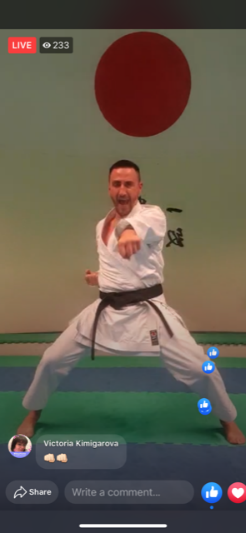 LIVE 233
Victoria Kimigarova
Share
Write a comment...